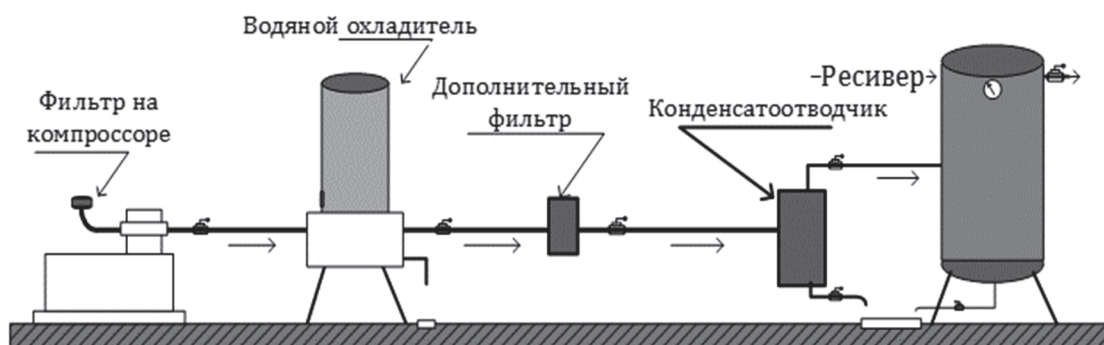 Водяной охладитель
Фильтр на
компроссоре
Дополнительный
фильтр
Конденсатоотводчик
-Ресивер